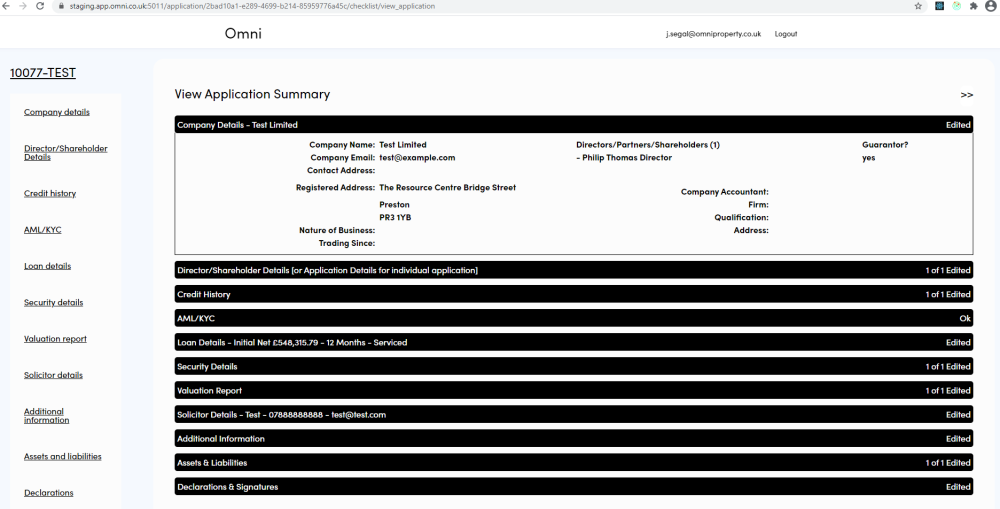 staging.app.omni.co.uk:5011/application/2bad10a1-e289-4699-b214-85959776a45c/checklist/view_application
Omni
j.segal@omniproperty.co.uk Logout
10077-TEST
Company details
Director/Shareholder
Details
Credit history
AML/KYC
Loan details
Security details
Valuation report
Solicitor details
Additional
information
Assets and liabilities
Declarations
View Application Summary >>
Company Details - Test Limited Edited
Company Name: Test Limited Directors/Partners/Shareholders (1) Guarantor?
Company Email: test@example.com - Philip Thomas Director yes
Contact Address:
Registered Address: The Resource Centre Bridge Street Company Accountant:
Preston Firm:
PR3 1YB Qualification:
Nature of Business: Address:
Trading Since:
Director/Shareholder Details [or Application Details for individual application] 1 of 1 Edited
Credit History 1 of 1 Edited
AML/KYC Ok
Loan Details - Initial Net £548,315.79 - 12 Months - Serviced Edited
Security Details 1 of 1 Edited
Valuation Report 1 of 1 Edited
Solicitor Details - Test - 07888888888 - test@test.com Edited
Additional Information Edited
Assets & Liabilities 1 of 1 Edited
Declarations & Signatures Edited